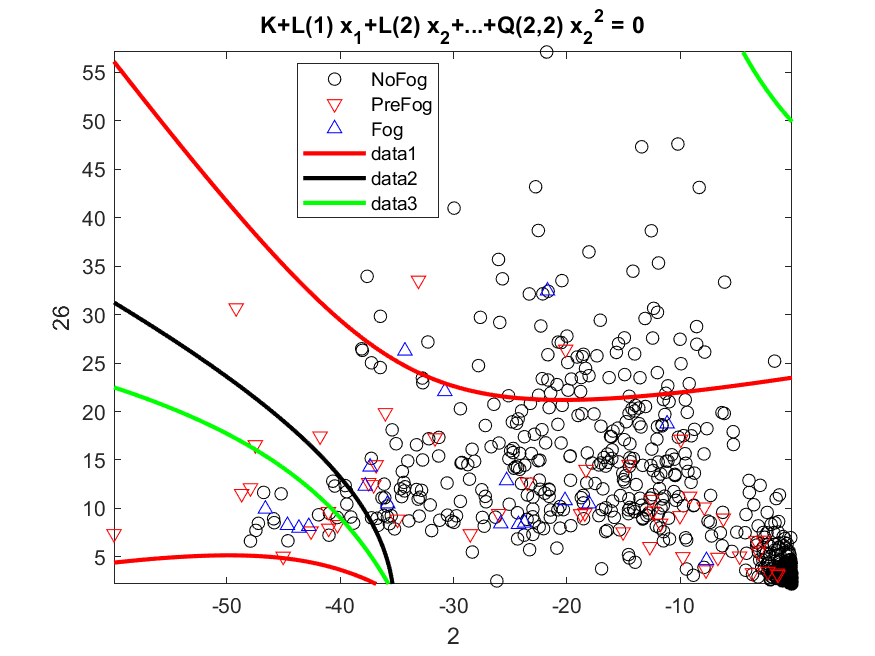 K+L(1) x1+L(2) x2+...+Q(2,2) x2^2 = 0
NoFog
PreFog
Fog
data1
data2
data3
55
50
45
40
35
30
25
20
15
10
5
26
-50 -40 -30 -20 -10
2